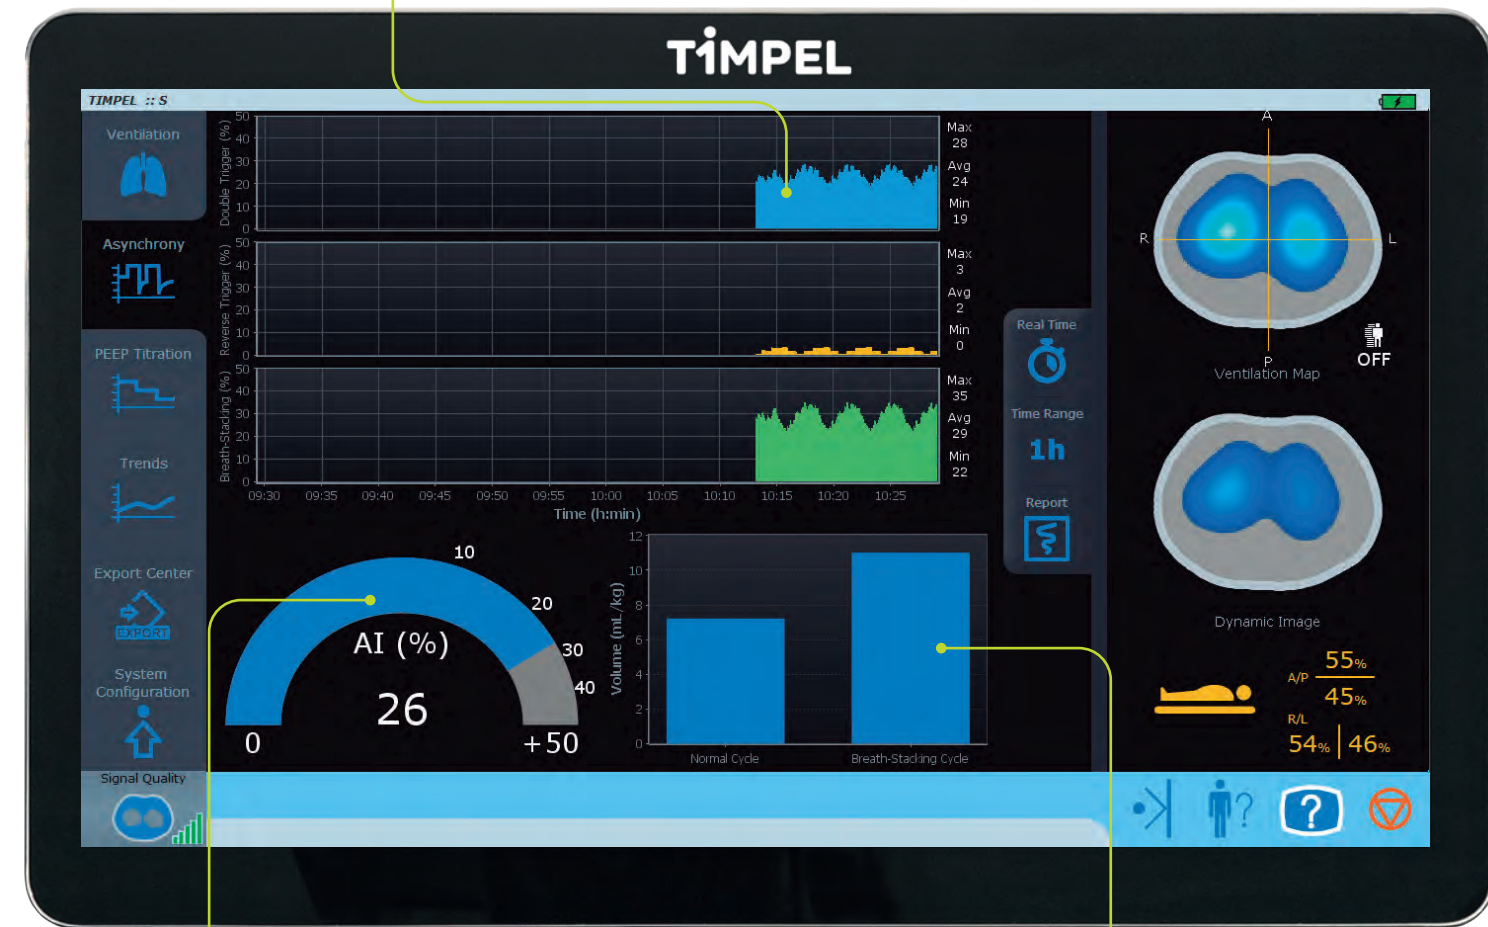 TIMPEL
TIMPEL :: S
Ventilation
Asynchrony
PEEP Titration
Trends
Export Center
EXPORT
System
Configuration
Signal Quality
Double Trigger (%)
50
40
30
20
10
0
Max
28
Avg
24
Min
19
Reverse Trigger (%)
50
40
30
20
10
0
Max
3
Avg
2
Min
0
Breath-Stacking (%)
50
40
30
20
10
0
Max
35
Avg
29
Min
22
09:30 09:35 09:40 09:45 09:50 09:55 10:00 10:05 10:10 10:15 10:20 10:25
Time (h:min)
AI (%)
26
0
10
20
30
40
+50
Volume (mL/kg)
12
10
8
6
4
2
0
Normal Cycle
Breath-Stacking Cycle
Real Time
Time Range
1h
Report
A
R
L
P
OFF
Ventilation Map
Dynamic Image
A/P
55%
45%
R/L
54% 46%
?
?